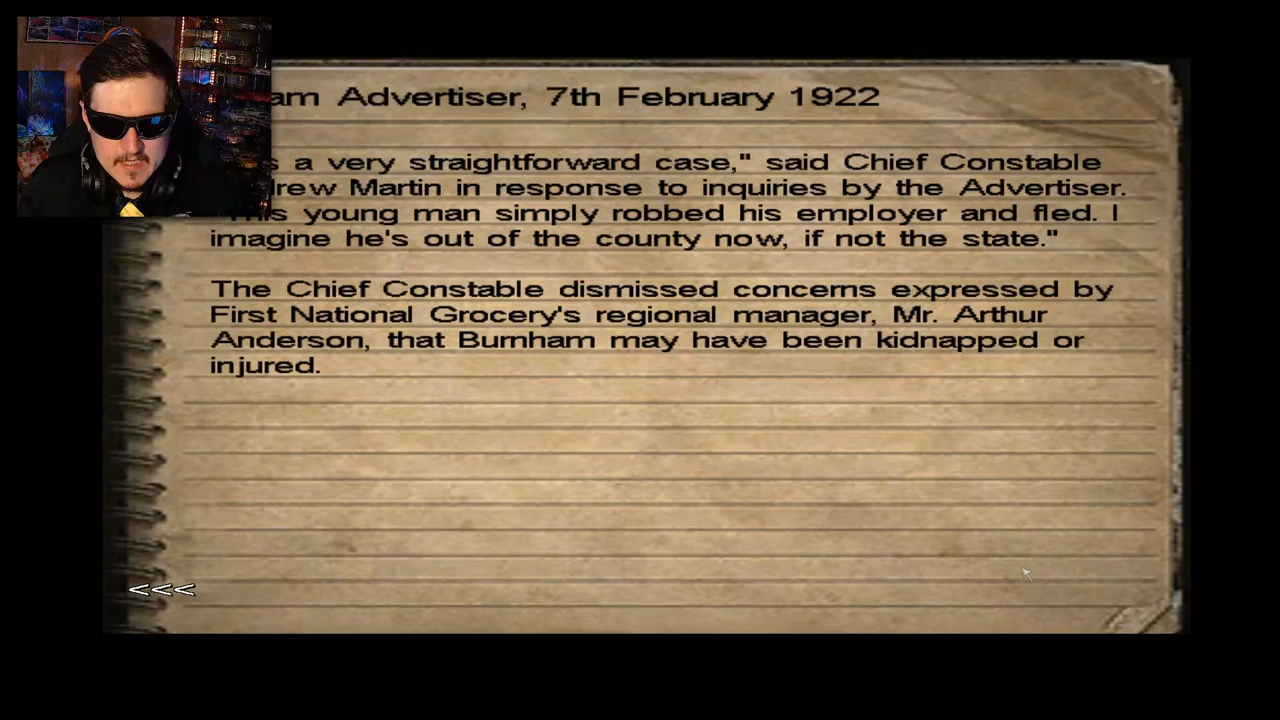 am Advertiser, 7th February 1922
s a very straightforward case," said Chief Constable
drew Martin in response to inquiries by the Advertiser.
young man simply robbed his employer and fled. I
imagine he's out of the county now, if not the state."
The Chief Constable dismissed concerns expressed by
First National Grocery's regional manager, Mr. Arthur
Anderson, that Burnham may have been kidnapped or
injured.
<<<